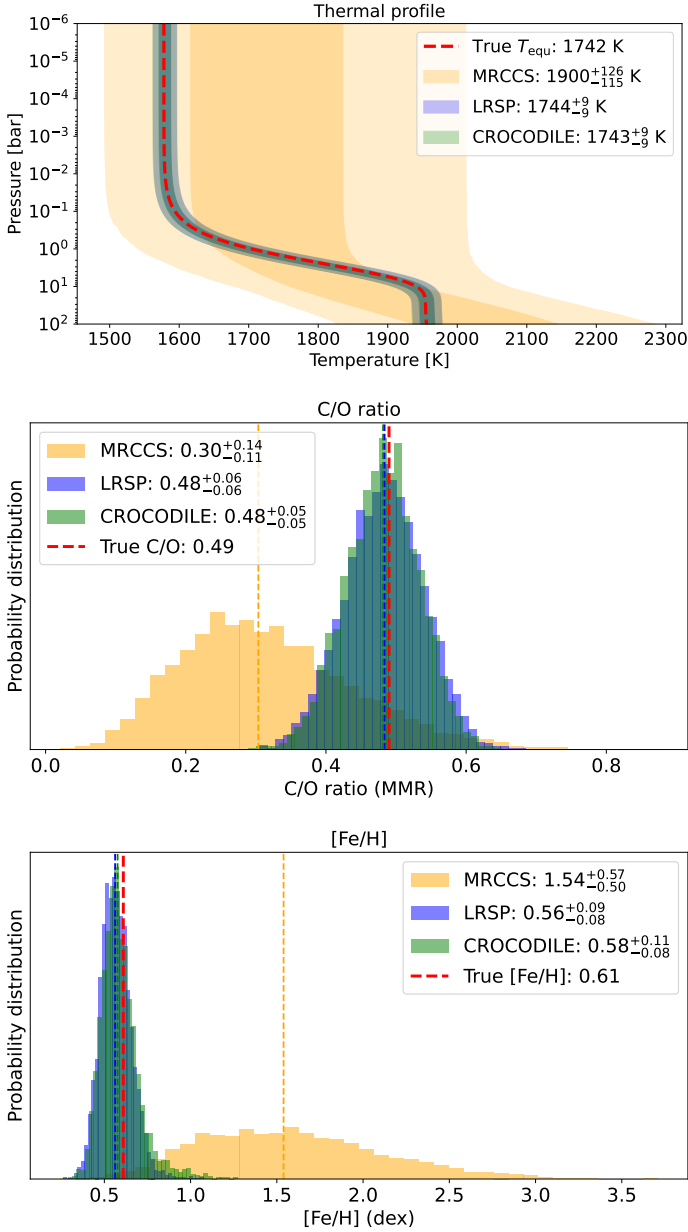 Thermal profile
10⁻⁶
10⁻⁵
10⁻⁴
10⁻³
10⁻²
10⁻¹
10⁰
10¹
10²
Pressure [bar]
True T_equ: 1742 K
MRCCS: 1900 +126 −115 K
LRSP: 1744 +9 −9 K
CROCODILE: 1743 +9 −9 K
1500 1600 1700 1800 1900 2000 2100 2200 2300
Temperature [K]
C/O ratio
Probability distribution
MRCCS: 0.30 +0.14 −0.11
LRSP: 0.48 +0.06 −0.06
CROCODILE: 0.48 +0.05 −0.05
True C/O: 0.49
0.0 0.2 0.4 0.6 0.8
C/O ratio (MMR)
[Fe/H]
Probability distribution
MRCCS: 1.54 +0.57 −0.50
LRSP: 0.56 +0.09 −0.08
CROCODILE: 0.58 +0.11 −0.08
True [Fe/H]: 0.61
0.5 1.0 1.5 2.0 2.5 3.0 3.5
[Fe/H] (dex)